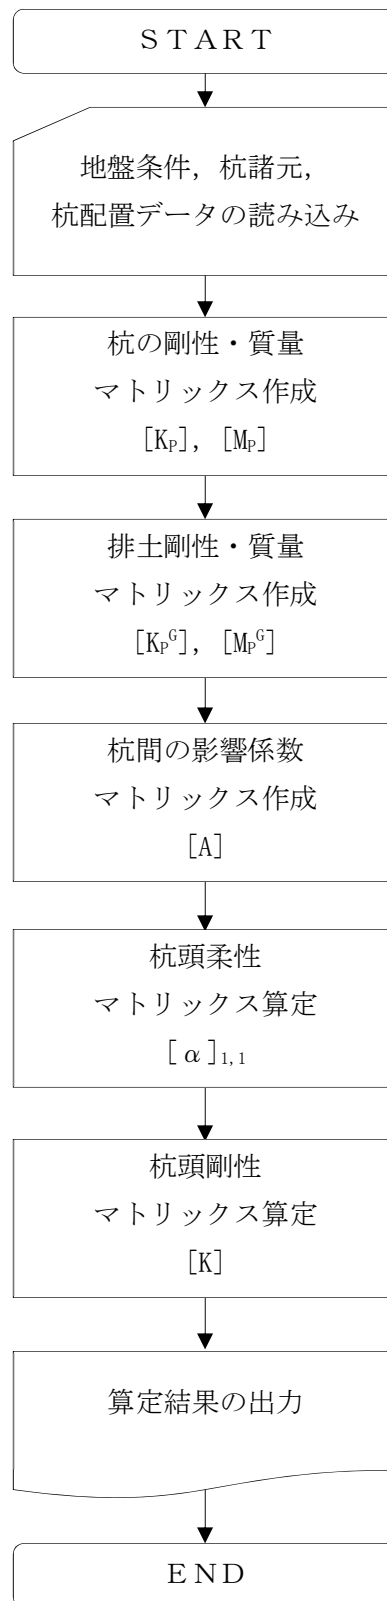 ＳＴＡＲＴ
地盤条件，杭諸元，
杭配置データの読み込み
杭の剛性・質量
マトリックス作成
[KP], [MP]
排土剛性・質量
マトリックス作成
[KPG], [MPG]
杭間の影響係数
マトリックス作成
[A]
杭頭柔性
マトリックス算定
[α]1,1
杭頭剛性
マトリックス算定
[K]
算定結果の出力
ＥＮＤ